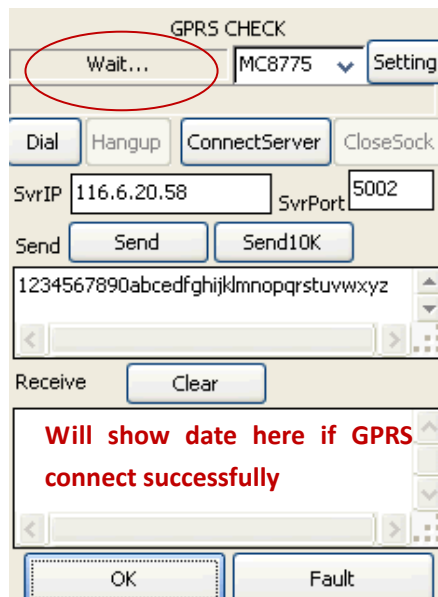 GPRS CHECK
Wait... MC8775 Setting
Dial Hangup ConnectServer CloseSock
SvrIP 116.6.20.58 SvrPort 5002
Send Send Send10K
1234567890abcedfghijklmnopqrstuvwxyz
Receive Clear
Will show date here if GPRS
connect successfully
OK Fault